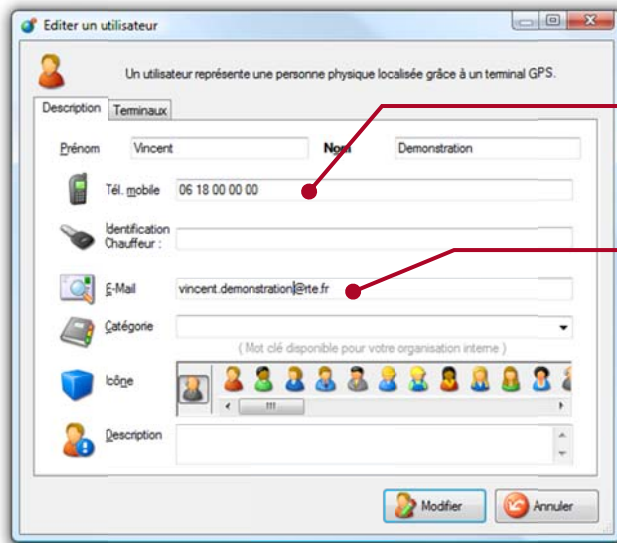 Editer un utilisateur
Un utilisateur représente une personne physique localisée grâce à un terminal GPS.
Description Terminaux
Prénom Vincent Nom Demonstration
Tél. mobile 06 18 00 00 00
Identification
Chauffeur :
E-Mail vincent.demonstration@rte.fr
Catégorie
( Mot clé disponible pour votre organisation interne )
Icône
Description
Modifier Annuler